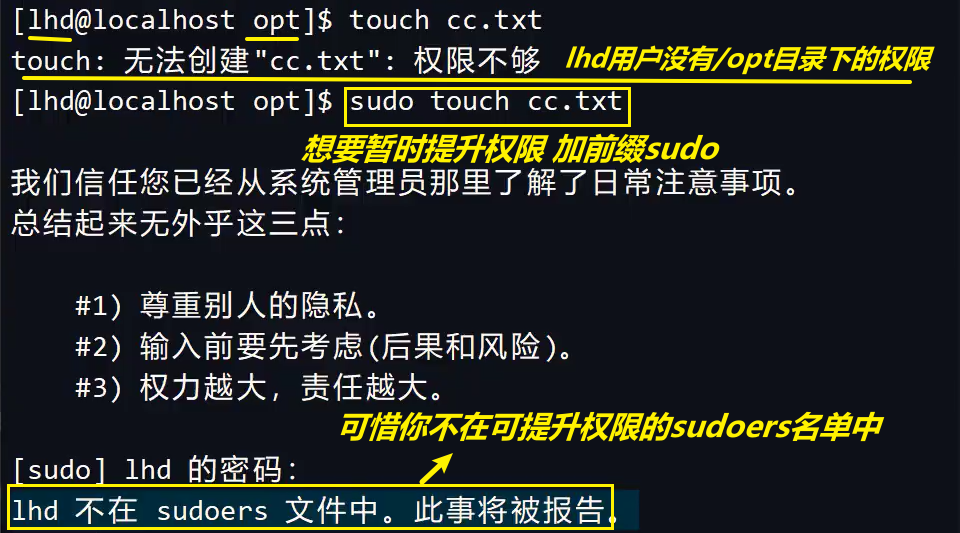 [lhd@localhost opt]$ touch cc.txt
touch: 无法创建"cc.txt": 权限不够 lhd用户没有/opt目录下的权限
[lhd@localhost opt]$ sudo touch cc.txt
想要暂时提升权限 加前缀sudo
我们信任您已经从系统管理员那里了解了日常注意事项。
总结起来无外乎这三点：
#1) 尊重别人的隐私。
#2) 输入前要先考虑(后果和风险)。
#3) 权力越大，责任越大。
可惜你不在可提升权限的sudoers名单中
[sudo] lhd 的密码：
lhd 不在 sudoers 文件中。此事将被报告。